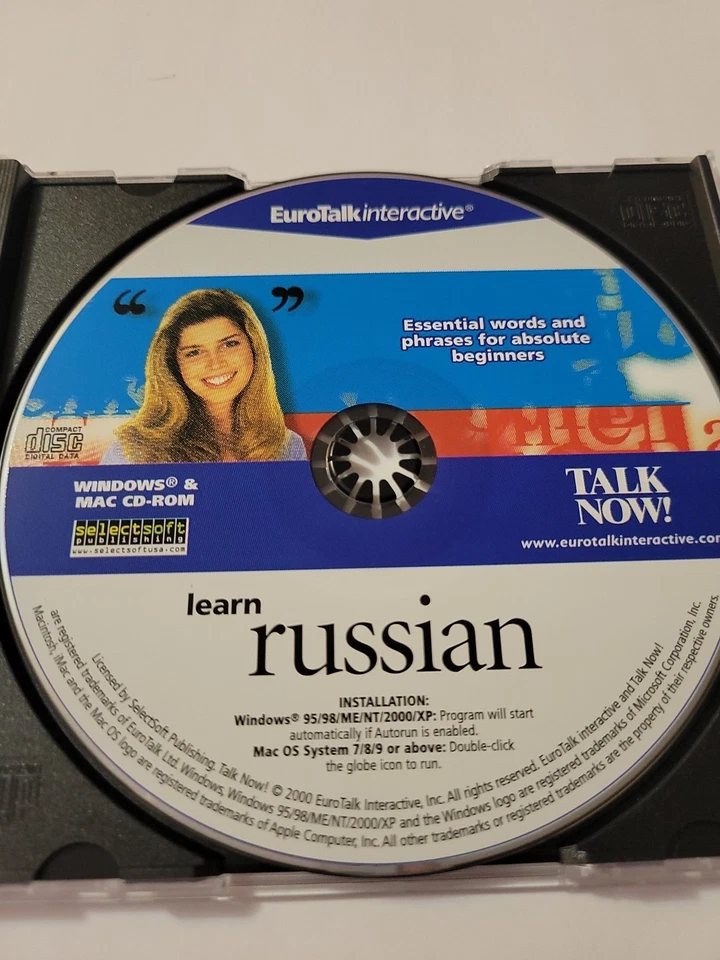 EuroTalk interactive®
“ ”
Essential words and
phrases for absolute
beginners
COMPACT
disc
DIGITAL DATA
WINDOWS® &
MAC CD-ROM
selectsoft
publishing
www.selectsoftusa.com
TALK
NOW!
www.eurotalkinteractive.com
learn
russian
INSTALLATION:
Windows® 95/98/ME/NT/2000/XP: Program will start
automatically if Autorun is enabled.
Mac OS System 7/8/9 or above: Double-click
the globe icon to run.
Licensed by SelectSoft Publishing. Talk Now! © 2000 EuroTalk Interactive, Inc. All rights reserved. EuroTalk interactive and Talk Now!
are registered trademarks of EuroTalk Ltd. Windows, Windows 95/98/ME/NT/2000/XP and the Windows logo are registered trademarks of Microsoft Corporation, Inc.
Macintosh, iMac and the Mac OS logo are registered trademarks of Apple Computer, Inc. All other trademarks or registered trademarks are the property of their respective owners.